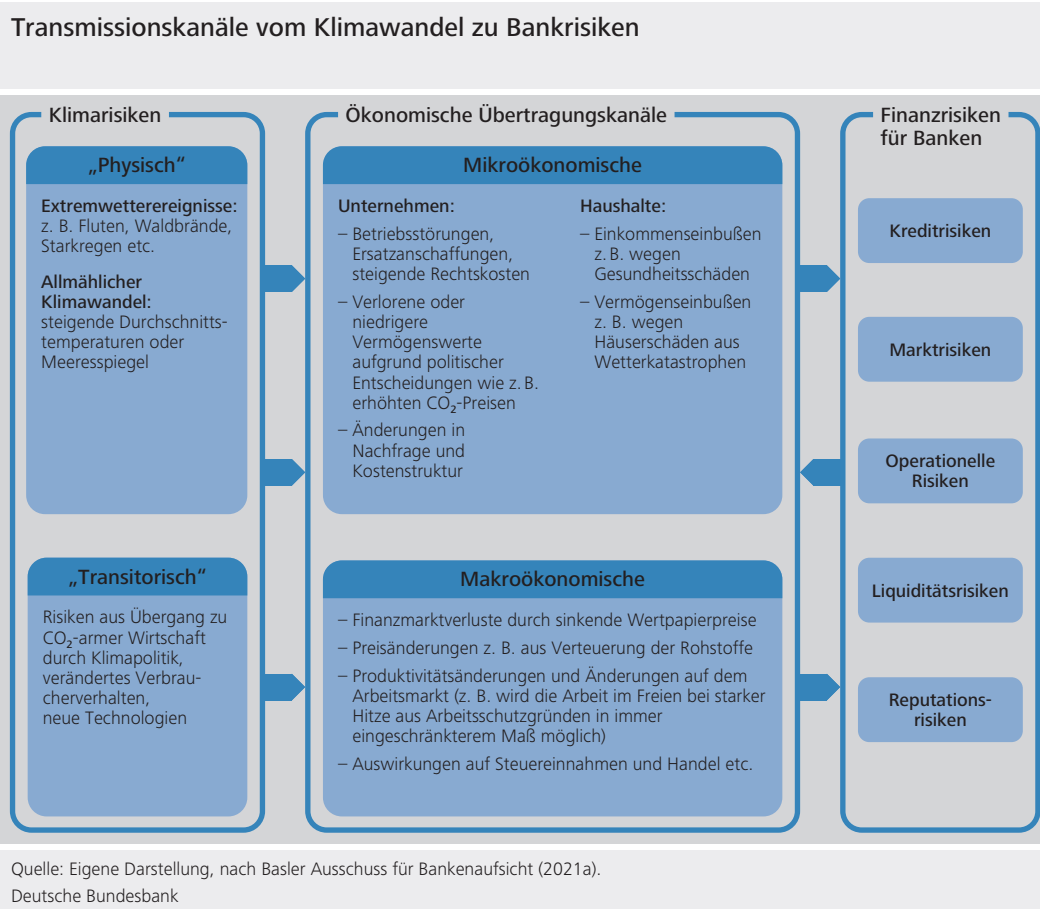 Transmissionskanäle vom Klimawandel zu Bankrisiken
Klimarisiken
„Physisch“
Extremwetterereignisse:
z. B. Fluten, Waldbrände,
Starkregen etc.
Allmählicher
Klimawandel:
steigende Durchschnitts-
temperaturen oder
Meeresspiegel
„Transitorisch“
Risiken aus Übergang zu
CO₂-armer Wirtschaft
durch Klimapolitik,
verändertes Verbrau-
cherverhalten,
neue Technologien
Ökonomische Übertragungskanäle
Mikroökonomische
Unternehmen:
– Betriebsstörungen,
Ersatzanschaffungen,
steigende Rechtskosten
– Verlorene oder
niedrigere
Vermögenswerte
aufgrund politischer
Entscheidungen wie z. B.
erhöhten CO₂-Preisen
– Änderungen in
Nachfrage und
Kostenstruktur
Haushalte:
– Einkommenseinbußen
z. B. wegen
Gesundheitsschäden
– Vermögenseinbußen
z. B. wegen
Häuserschäden aus
Wetterkatastrophen
Makroökonomische
– Finanzmarktverluste durch sinkende Wertpapierpreise
– Preisänderungen z. B. aus Verteuerung der Rohstoffe
– Produktivitätsänderungen und Änderungen auf dem
Arbeitsmarkt (z. B. wird die Arbeit im Freien bei starker
Hitze aus Arbeitsschutzgründen in immer
eingeschränkterem Maß möglich)
– Auswirkungen auf Steuereinnahmen und Handel etc.
Finanzrisiken
für Banken
Kreditrisiken
Marktrisiken
Operationelle
Risiken
Liquiditätsrisiken
Reputations-
risiken
Quelle: Eigene Darstellung, nach Basler Ausschuss für Bankenaufsicht (2021a).
Deutsche Bundesbank